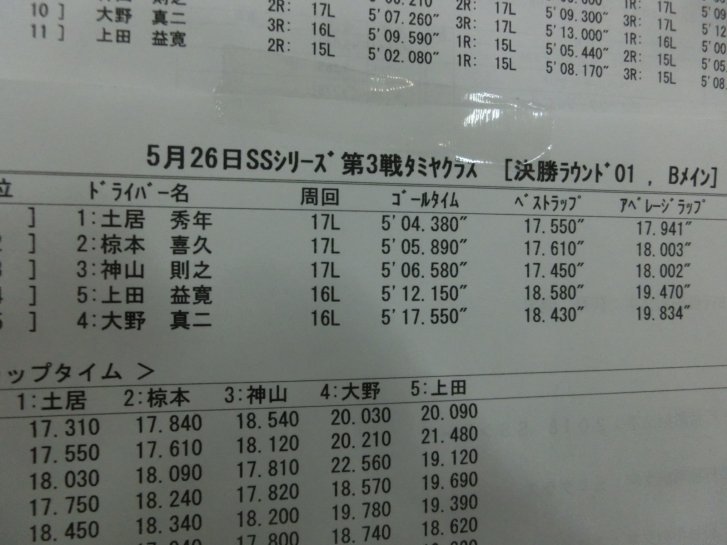 10 ] 大野 真二 3R: 16L 5'07.260" 2R: 15L 5'09.300" 3R: 15L
11 ] 上田 益寛 2R: 15L 5'09.590" 1R: 15L 5'13.000" 1R: 16L
5'02.080" 5'05.440" 2R: 15L
5'08.170" 3R: 15L
5月26日SSシリーズ第3戦タミヤクラス [決勝ラウンド01 , Bメイン]
位 ドライバー名 周回 ゴールタイム ベストラップ アベレージラップ
] 1:土居 秀年 17L 5'04.380" 17.550" 17.941"
] 2:椋本 喜久 17L 5'05.890" 17.610" 18.003"
] 3:神山 則之 17L 5'06.580" 17.450" 18.002"
] 5:上田 益寛 16L 5'12.150" 18.580" 19.470"
] 4:大野 真二 16L 5'17.550" 18.430" 19.834"
ップタイム >
1:土居 2:椋本 3:神山 4:大野 5:上田
17.310 17.840 18.540 20.030 20.090
17.550 17.610 18.120 20.210 21.480
18.030 18.090 17.810 22.560 19.120
17.750 18.240 17.820 18.570 19.690
18.450 18.340 18.200 19.780 19.390
17.800 18.740 18.620